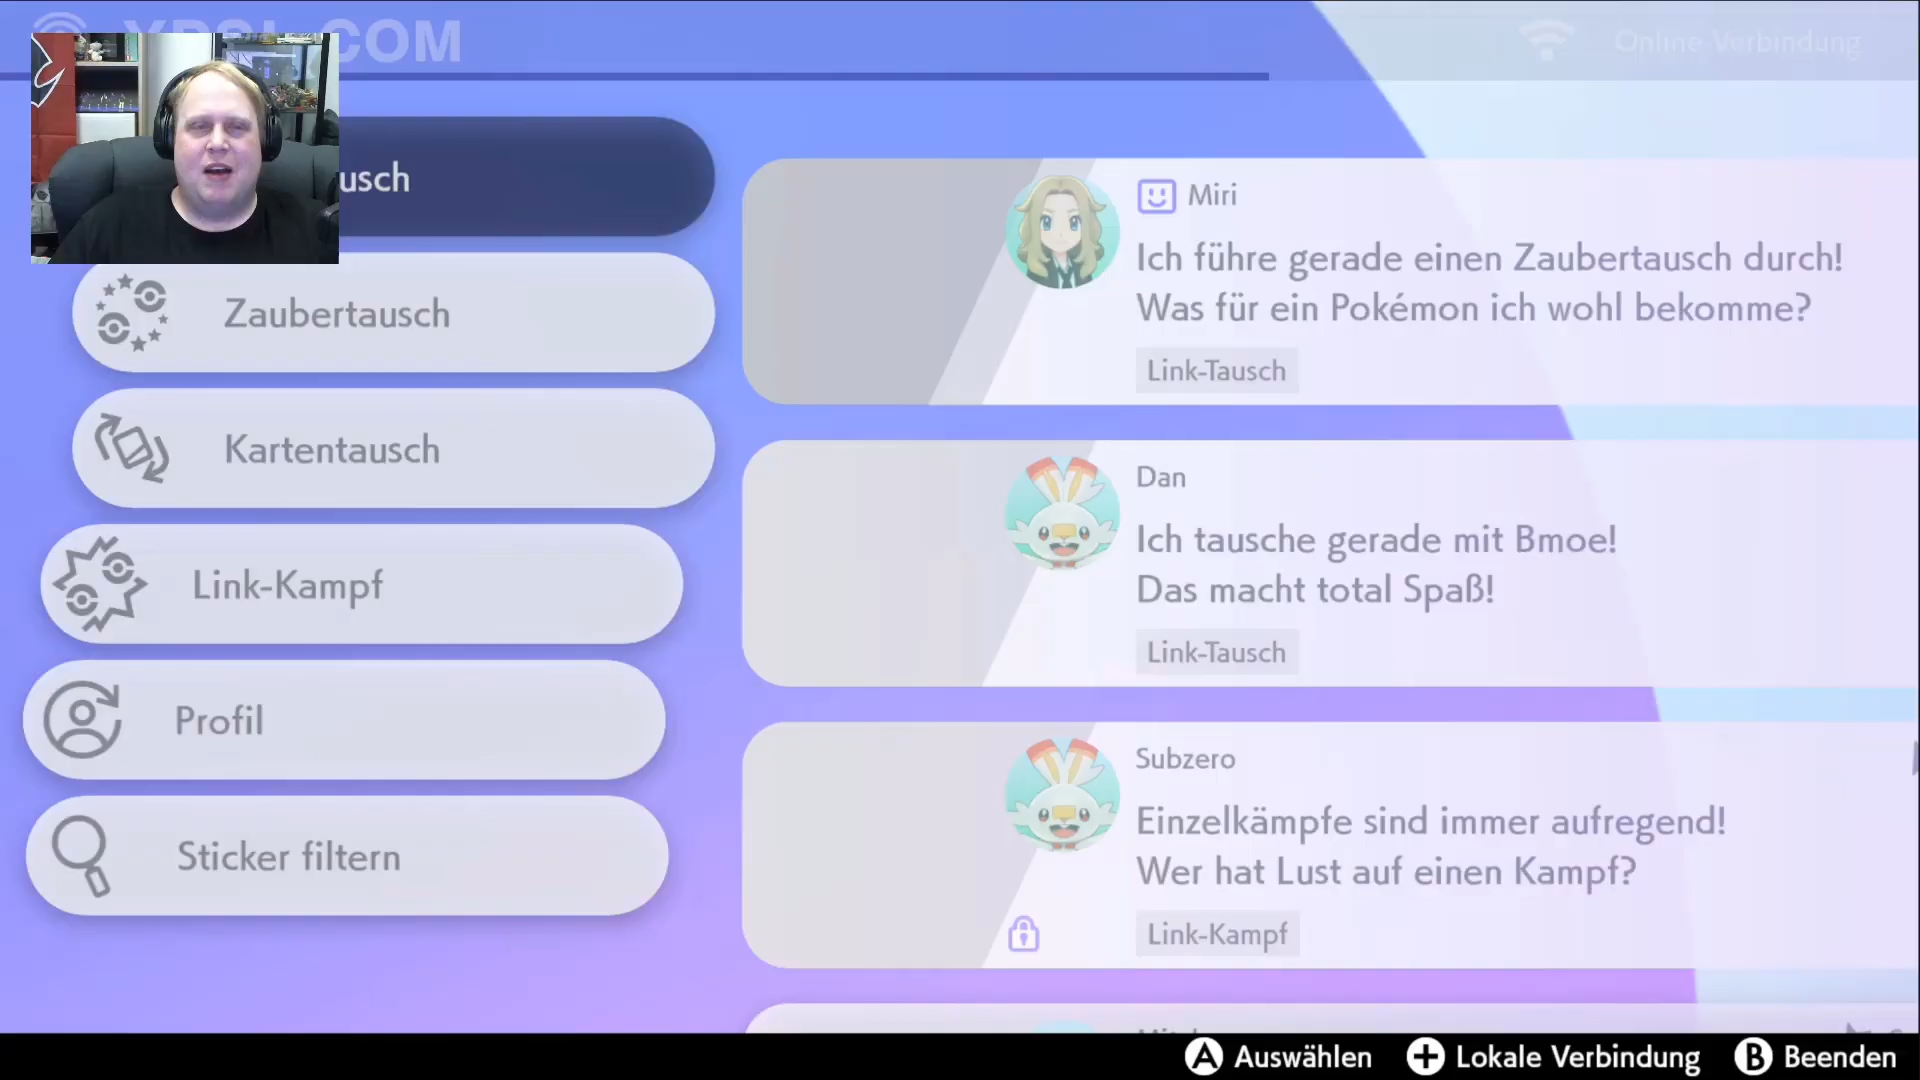 Y-COM
Online-Verbindung
usch
Zaubertausch
Kartentausch
Link-Kampf
Profil
Sticker filtern
Miri
Ich führe gerade einen Zaubertausch durch!
Was für ein Pokémon ich wohl bekomme?
Link-Tausch
Dan
Ich tausche gerade mit Bmoe!
Das macht total Spaß!
Link-Tausch
Subzero
Einzelkämpfe sind immer aufregend!
Wer hat Lust auf einen Kampf?
Link-Kampf
A Auswählen
+ Lokale Verbindung
B Beenden